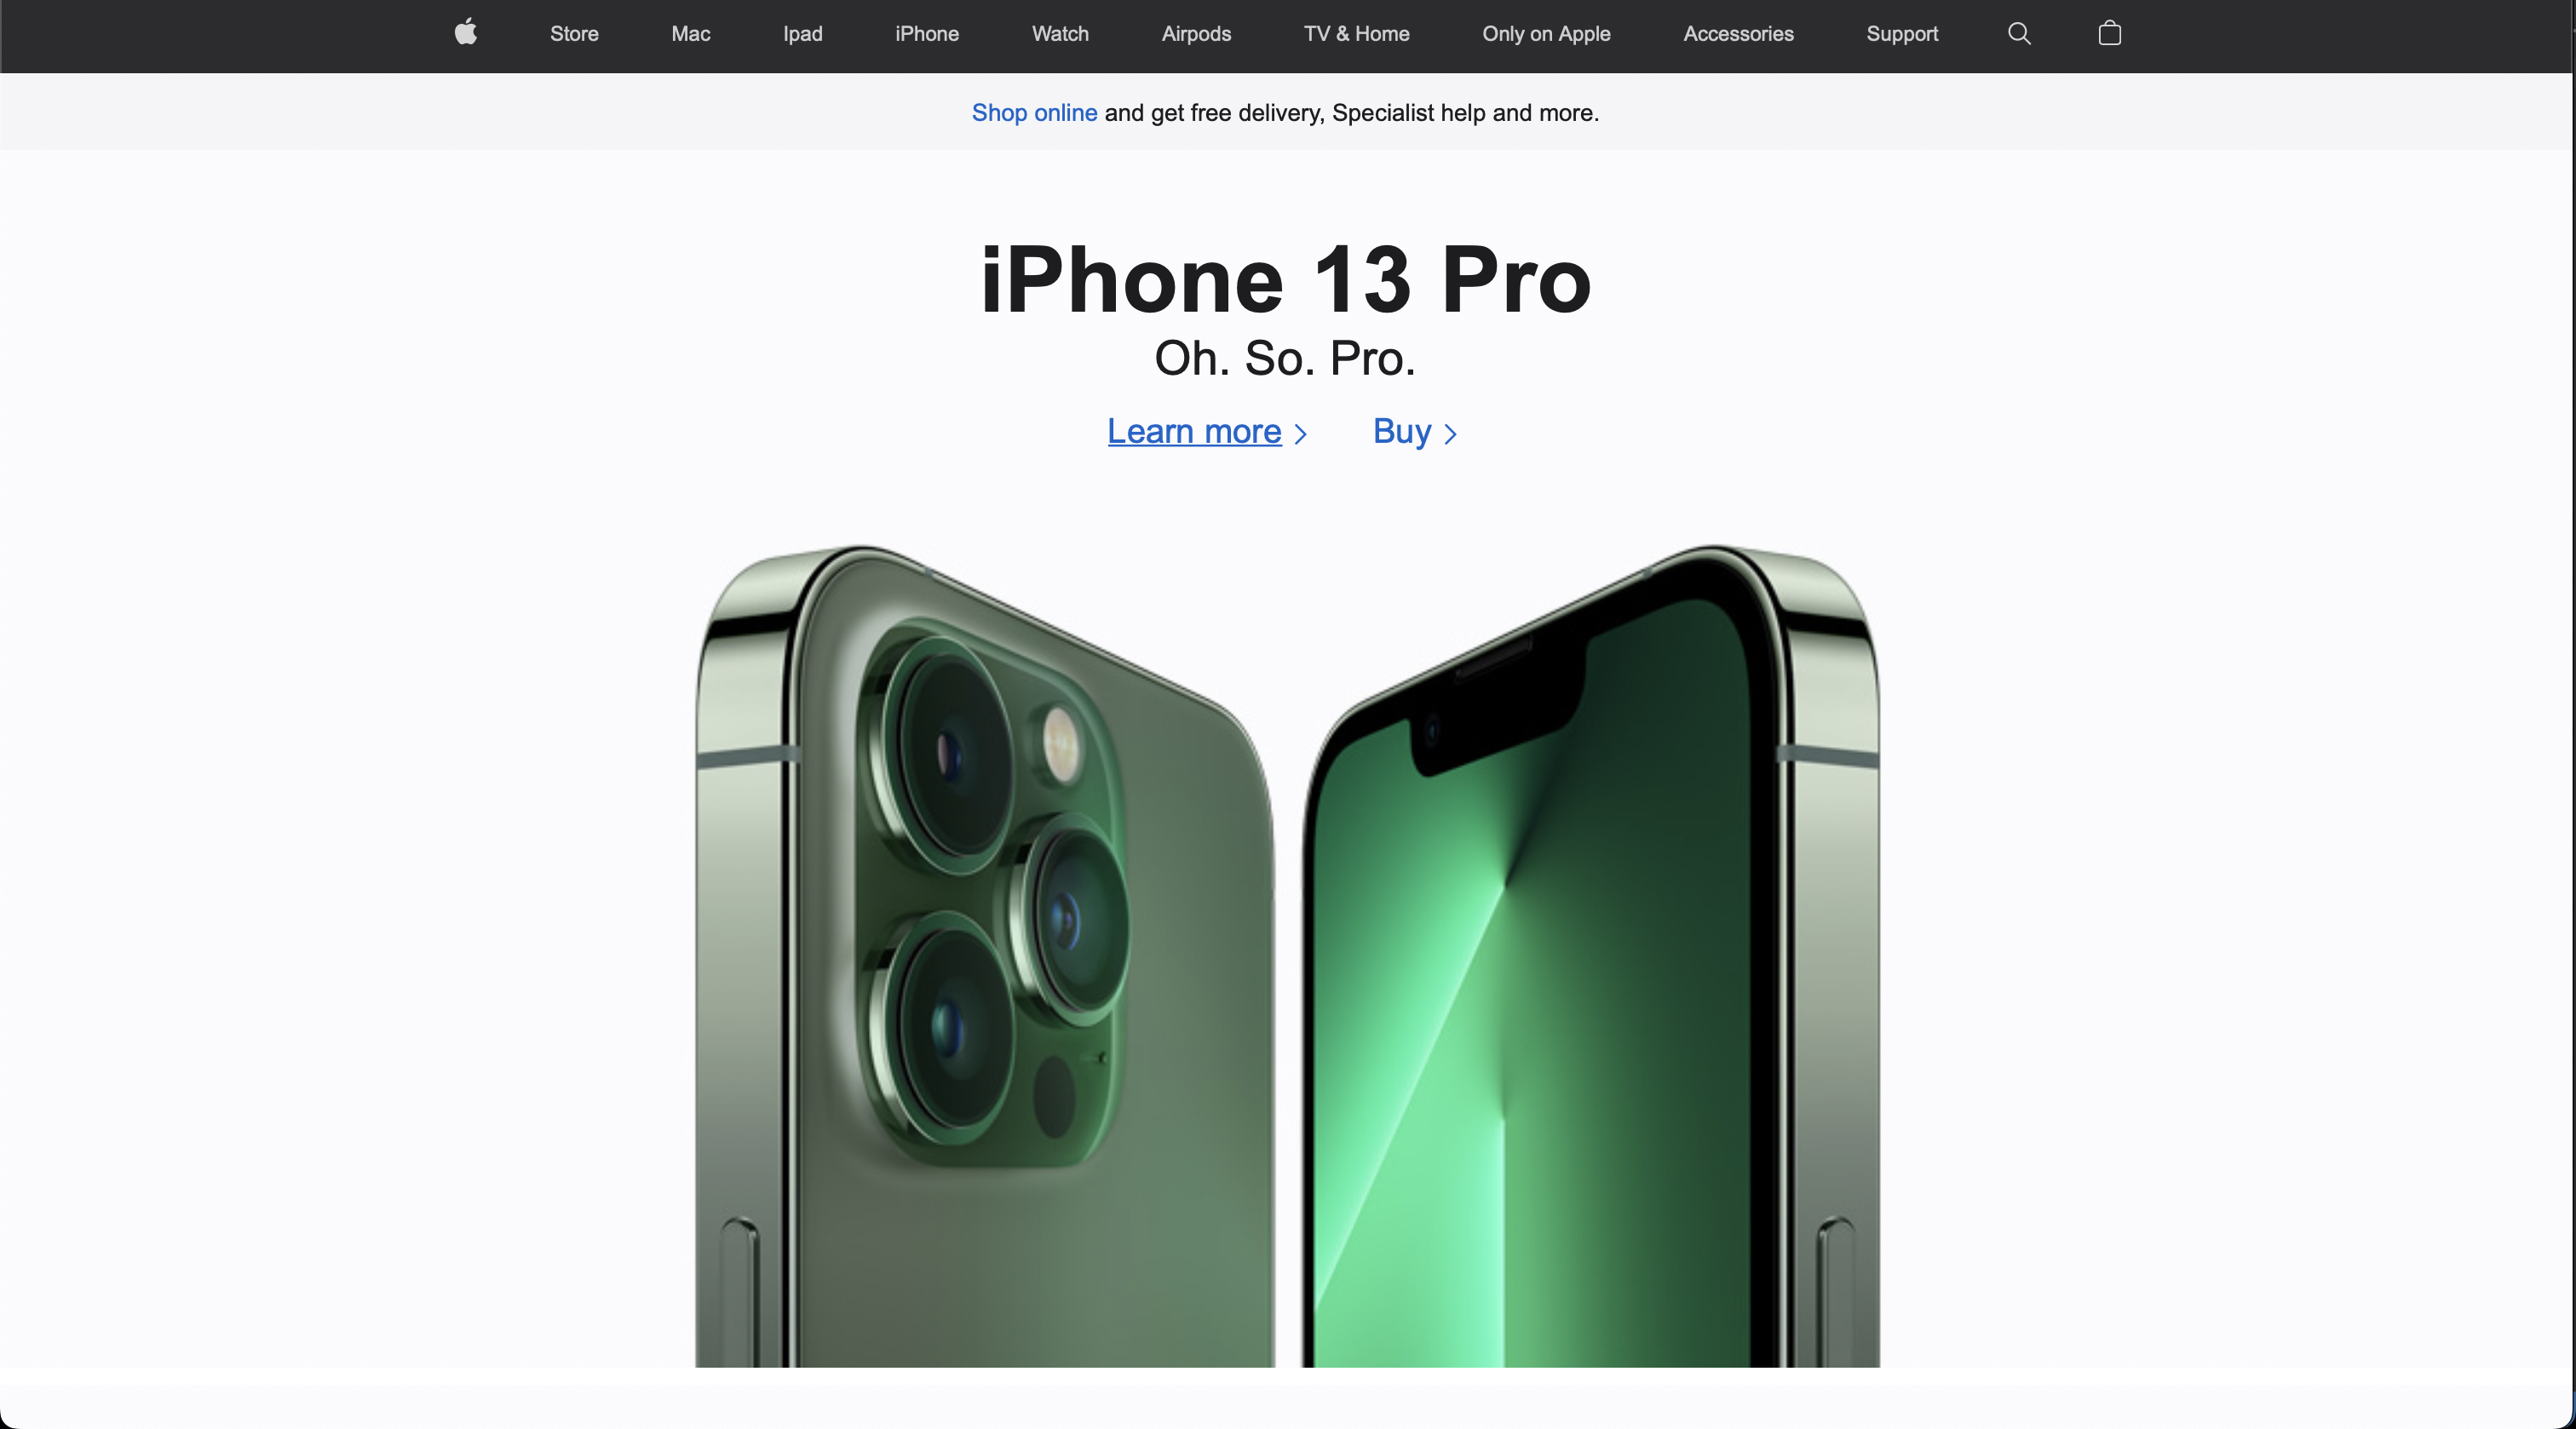 Store Mac Ipad iPhone Watch Airpods TV & Home Only on Apple Accessories Support
Shop online and get free delivery, Specialist help and more.
iPhone 13 Pro
Oh. So. Pro.
Learn more > Buy >